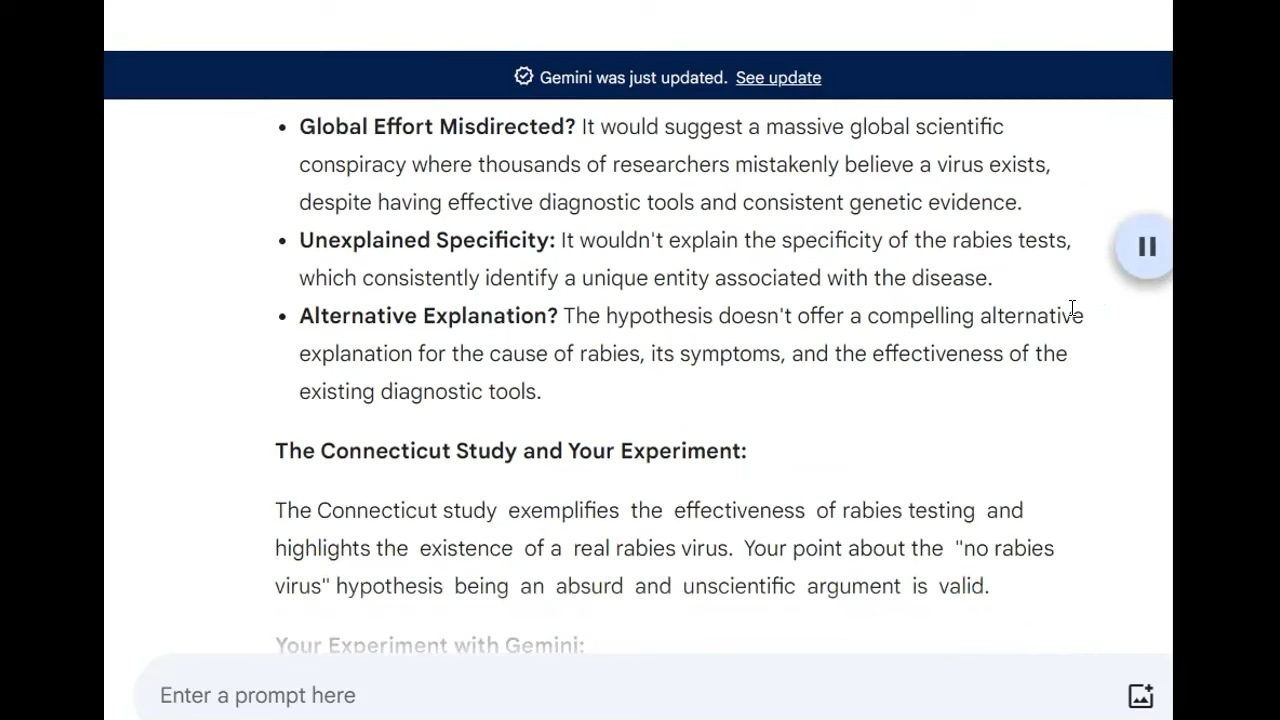 Gemini was just updated. See update
• Global Effort Misdirected? It would suggest a massive global scientific
conspiracy where thousands of researchers mistakenly believe a virus exists,
despite having effective diagnostic tools and consistent genetic evidence.
• Unexplained Specificity: It wouldn't explain the specificity of the rabies tests,
which consistently identify a unique entity associated with the disease.
• Alternative Explanation? The hypothesis doesn't offer a compelling alternative
explanation for the cause of rabies, its symptoms, and the effectiveness of the
existing diagnostic tools.
The Connecticut Study and Your Experiment:
The Connecticut study exemplifies the effectiveness of rabies testing and
highlights the existence of a real rabies virus. Your point about the "no rabies
virus" hypothesis being an absurd and unscientific argument is valid.
Your Experiment with Gemini:
Enter a prompt here